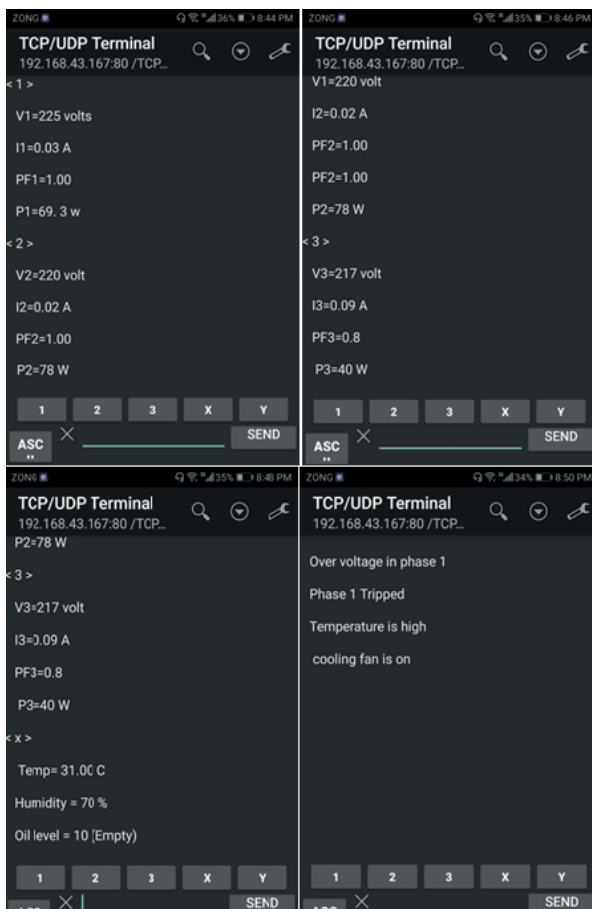 ZONG 36% 8:44 PM
TCP/UDP Terminal
192.168.43.167:80 /TCP...
< 1 >
V1=225 volts
I1=0.03 A
PF1=1.00
P1=69. 3 w
< 2 >
V2=220 volt
I2=0.02 A
PF2=1.00
P2=78 W
1 2 3 X Y
ASC SEND
ZONG 35% 8:46 PM
TCP/UDP Terminal
192.168.43.167:80 /TCP...
V1=220 volt
I2=0.02 A
PF2=1.00
PF2=1.00
P2=78 W
< 3 >
V3=217 volt
I3=0.09 A
PF3=0.8
P3=40 W
1 2 3 X Y
ASC SEND
ZONG 35% 8:48 PM
TCP/UDP Terminal
192.168.43.167:80 /TCP...
P2=78 W
< 3 >
V3=217 volt
I3=0.09 A
PF3=0.8
P3=40 W
< x >
Temp= 31.00 C
Humidity = 70 %
Oil level = 10 (Empty)
1 2 3 X Y
SEND
ZONG 34% 8:50 PM
TCP/UDP Terminal
192.168.43.167:80 /TCP...
Over voltage in phase 1
Phase 1 Tripped
Temperature is high
cooling fan is on
1 2 3 X Y
SEND